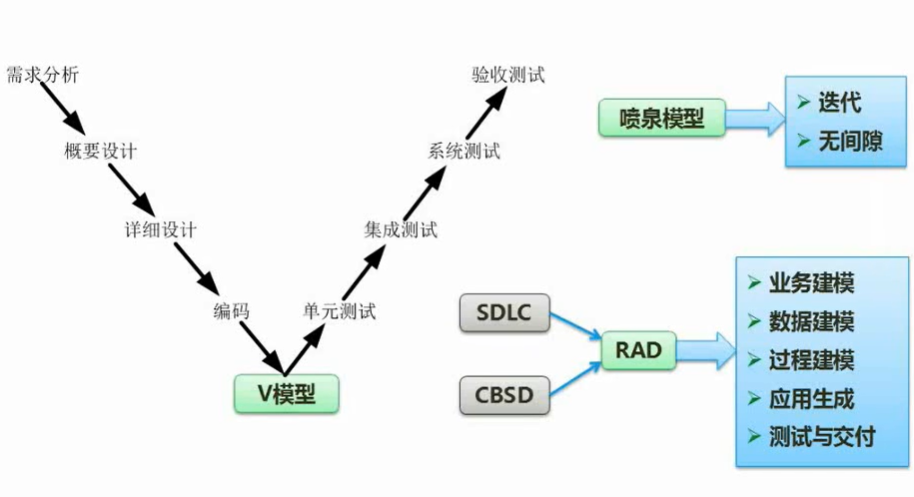 需求分析
概要设计
详细设计
编码
单元测试
集成测试
系统测试
验收测试
V模型
喷泉模型
迭代
无间隙
SDLC
CBSD
RAD
业务建模
数据建模
过程建模
应用生成
测试与交付